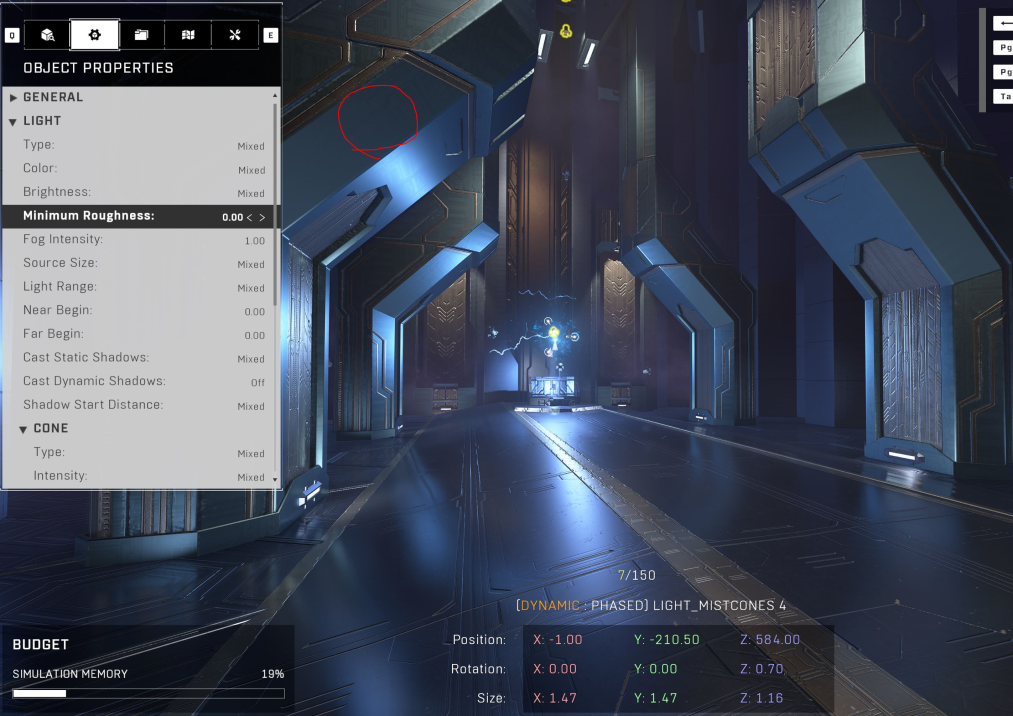 Q
E
OBJECT PROPERTIES
GENERAL
LIGHT
Type: Mixed
Color: Mixed
Brightness: Mixed
Minimum Roughness: 0.00 < >
Fog Intensity: 1.00
Source Size: Mixed
Light Range: Mixed
Near Begin: 0.00
Far Begin: 0.00
Cast Static Shadows: Mixed
Cast Dynamic Shadows: Off
Shadow Start Distance: Mixed
CONE
Type: Mixed
Intensity: Mixed
Pg
Pg
Ta
7/150
[DYNAMIC : PHASED] LIGHT_MISTCONES 4
Position: X: -1.00 Y: -210.50 Z: 584.00
Rotation: X: 0.00 Y: 0.00 Z: 0.70
Size: X: 1.47 Y: 1.47 Z: 1.16
BUDGET
SIMULATION MEMORY 19%